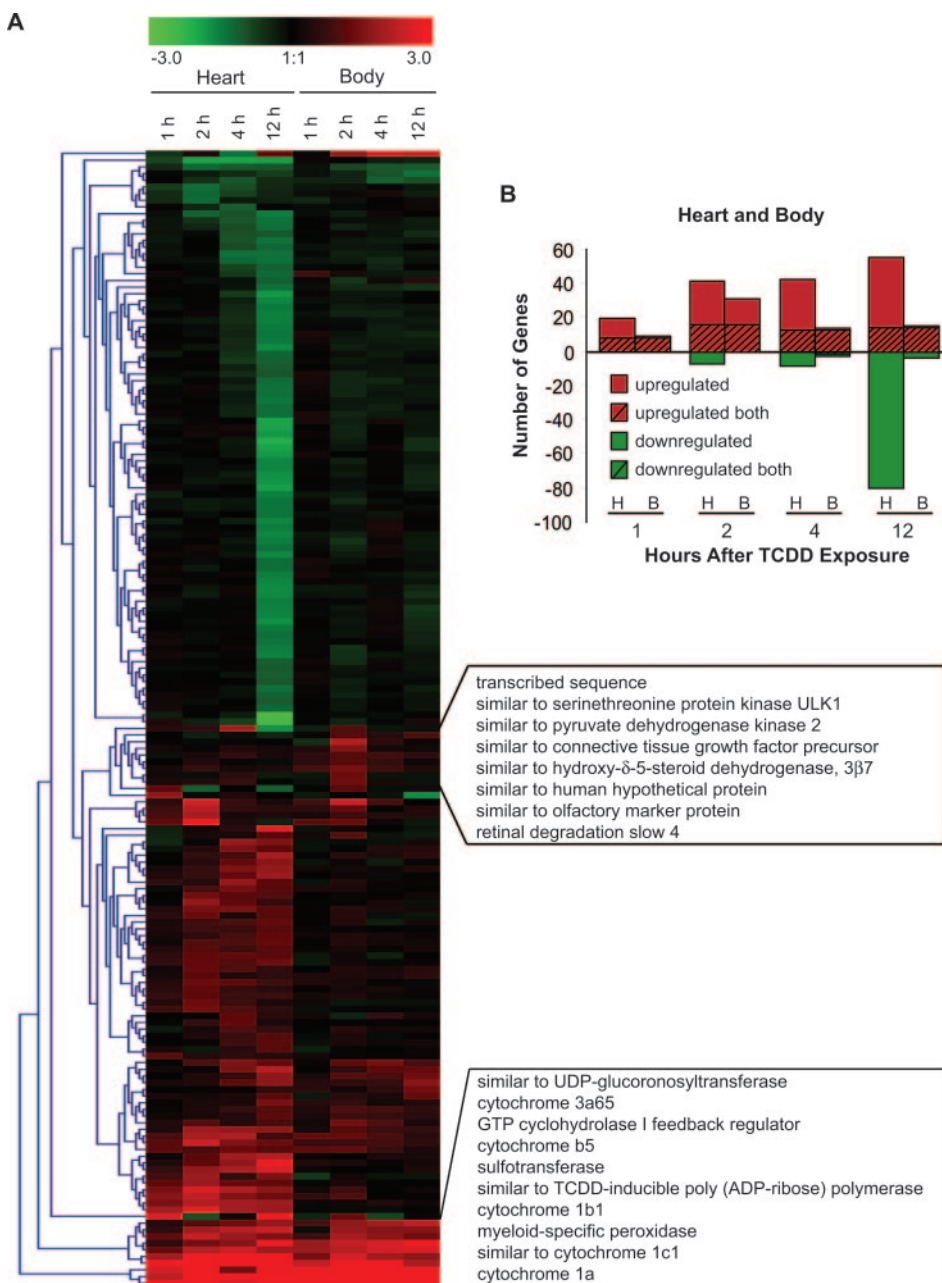 A
-3.0 1:1 3.0
Heart Body
1 h 2 h 4 h 12 h 1 h 2 h 4 h 12 h
B
Heart and Body
Number of Genes
60
40
20
0
-20
-40
-60
-80
-100
upregulated
upregulated both
downregulated
downregulated both
H B H B H B H B
1 2 4 12
Hours After TCDD Exposure
transcribed sequence
similar to serinethreonine protein kinase ULK1
similar to pyruvate dehydrogenase kinase 2
similar to connective tissue growth factor precursor
similar to hydroxy-δ-5-steroid dehydrogenase, 3β7
similar to human hypothetical protein
similar to olfactory marker protein
retinal degradation slow 4
similar to UDP-glucoronosyltransferase
cytochrome 3a65
GTP cyclohydrolase I feedback regulator
cytochrome b5
sulfotransferase
similar to TCDD-inducible poly (ADP-ribose) polymerase
cytochrome 1b1
myeloid-specific peroxidase
similar to cytochrome 1c1
cytochrome 1a